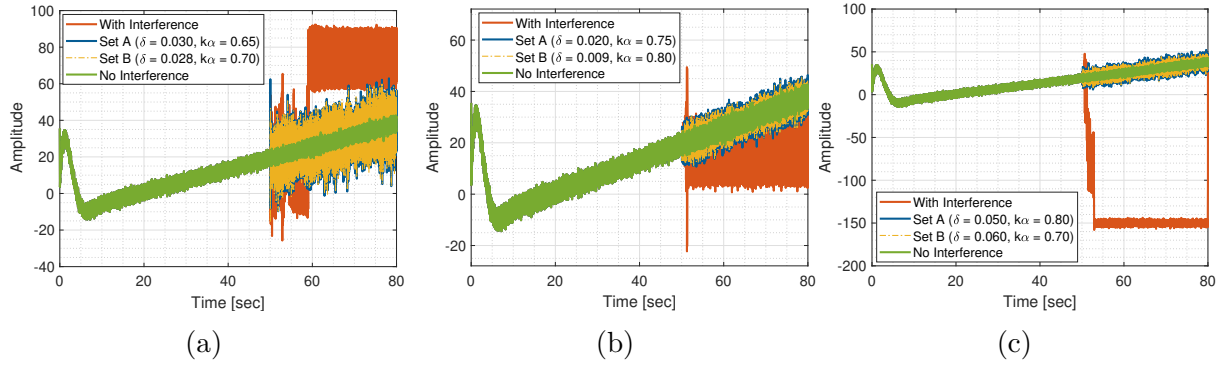 100
80
60
40
20
0
-20
-40
Amplitude
With Interference
Set A (δ = 0.030, kα = 0.65)
Set B (δ = 0.028, kα = 0.70)
No Interference
0 20 40 60 80
Time [sec]
(a)
60
40
20
0
-20
Amplitude
With Interference
Set A (δ = 0.020, kα = 0.75)
Set B (δ = 0.009, kα = 0.80)
No Interference
0 20 40 60 80
Time [sec]
(b)
100
50
0
-50
-100
-150
-200
Amplitude
With Interference
Set A (δ = 0.050, kα = 0.80)
Set B (δ = 0.060, kα = 0.70)
No Interference
0 20 40 60 80
Time [sec]
(c)